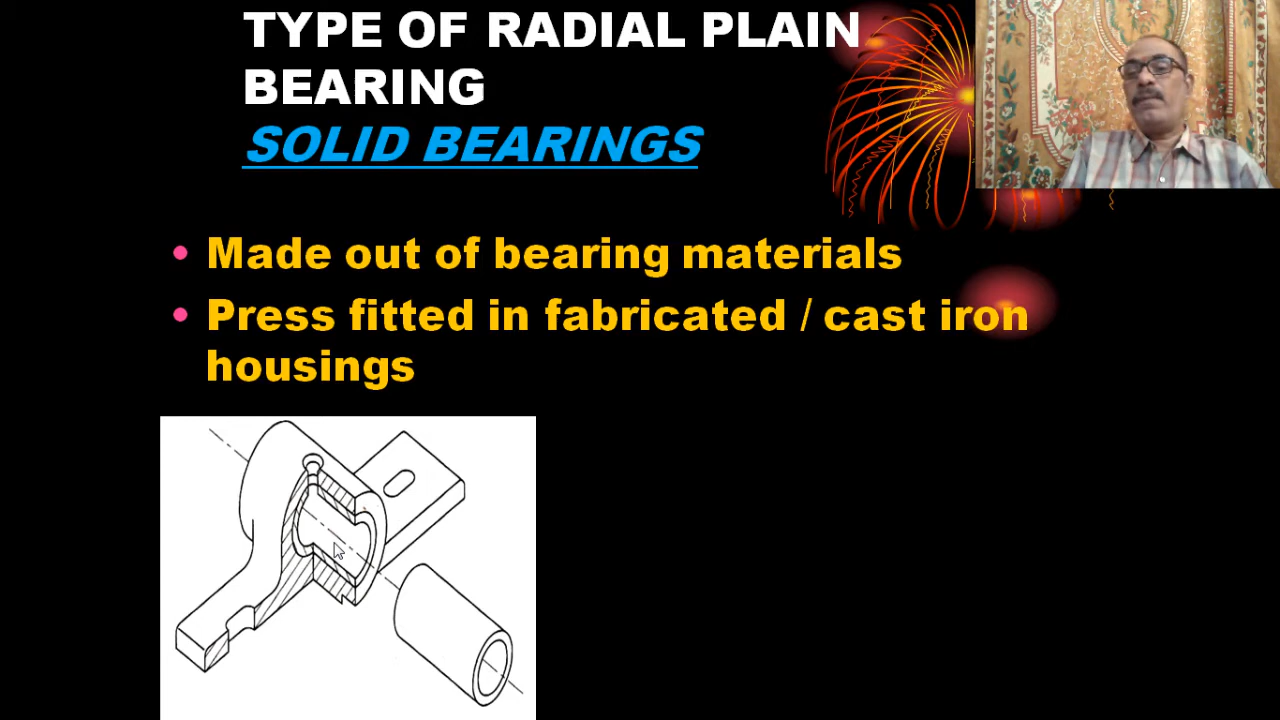 TYPE OF RADIAL PLAIN
BEARING
SOLID BEARINGS
• Made out of bearing materials
• Press fitted in fabricated / cast iron
housings